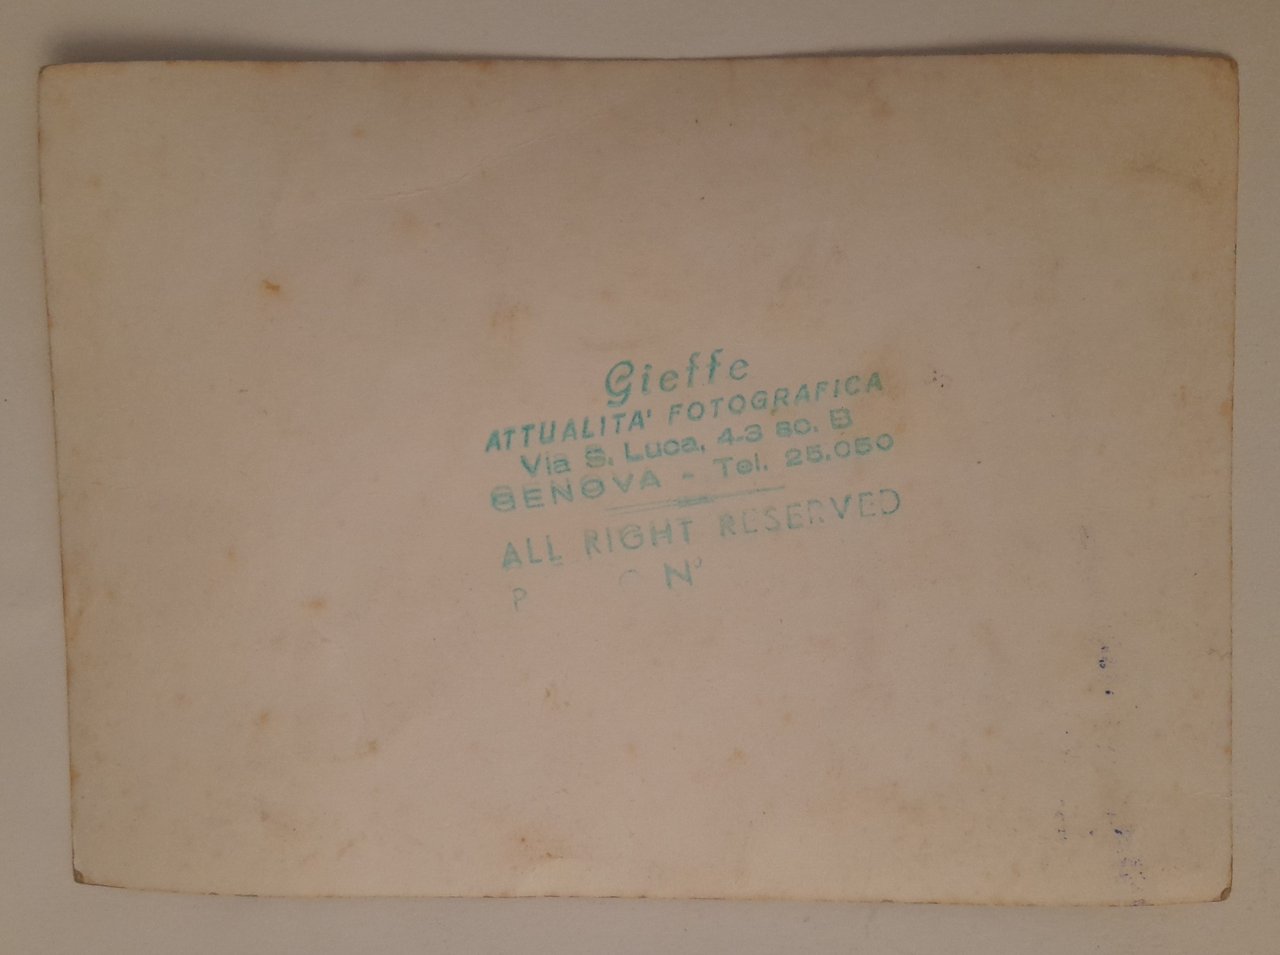 Gieffe
ATTUALITA' FOTOGRAFICA
Via S. Luca, 4-3 sc. B
GENOVA - Tel. 25.050
ALL RIGHT RESERVED
N°